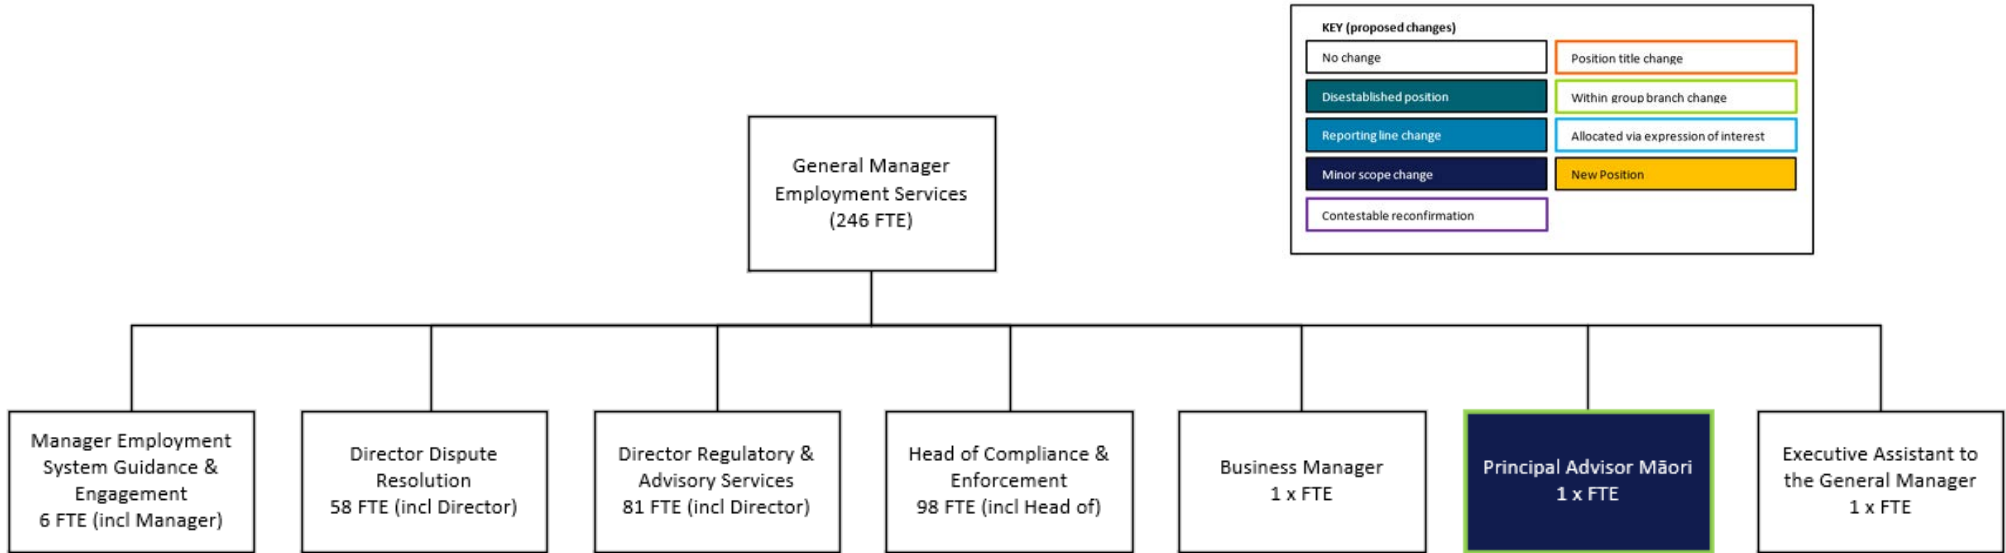 KEY (proposed changes)
No change
Position title change
Disestablished position
Within group branch change
Reporting line change
Allocated via expression of interest
Minor scope change
New Position
Contestable reconfirmation
General Manager
Employment Services
(246 FTE)
Manager Employment
System Guidance &
Engagement
6 FTE (incl Manager)
Director Dispute
Resolution
58 FTE (incl Director)
Director Regulatory &
Advisory Services
81 FTE (incl Director)
Head of Compliance &
Enforcement
98 FTE (incl Head of)
Business Manager
1 x FTE
Principal Advisor Māori
1 x FTE
Executive Assistant to
the General Manager
1 x FTE